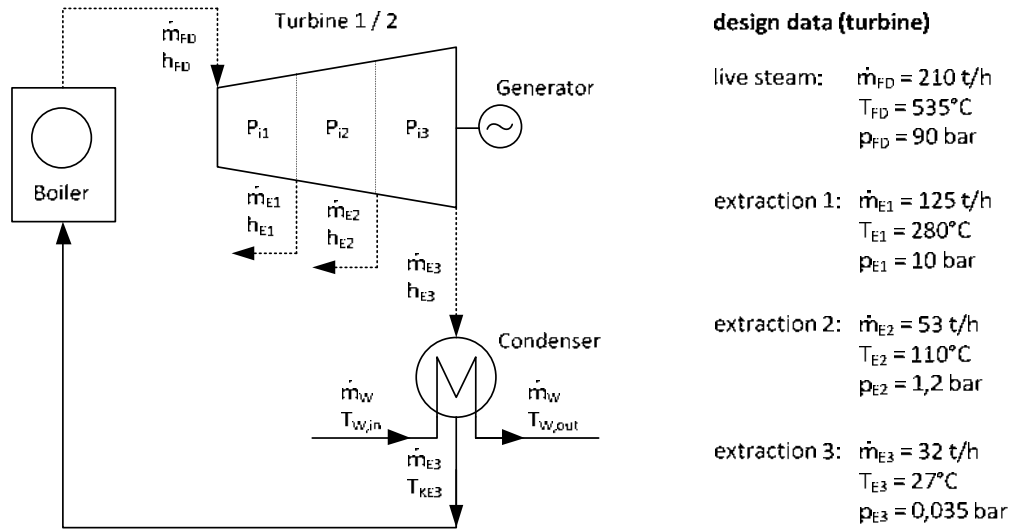 Turbine 1 / 2
ṁFD
hFD
Generator
Pi1
Pi2
Pi3
Boiler
ṁE1
hE1
ṁE2
hE2
ṁE3
hE3
Condenser
ṁW
TW,in
ṁW
TW,out
ṁE3
TKE3
design data (turbine)
live steam: ṁFD = 210 t/h
TFD = 535°C
pFD = 90 bar
extraction 1: ṁE1 = 125 t/h
TE1 = 280°C
pE1 = 10 bar
extraction 2: ṁE2 = 53 t/h
TE2 = 110°C
pE2 = 1,2 bar
extraction 3: ṁE3 = 32 t/h
TE3 = 27°C
pE3 = 0,035 bar